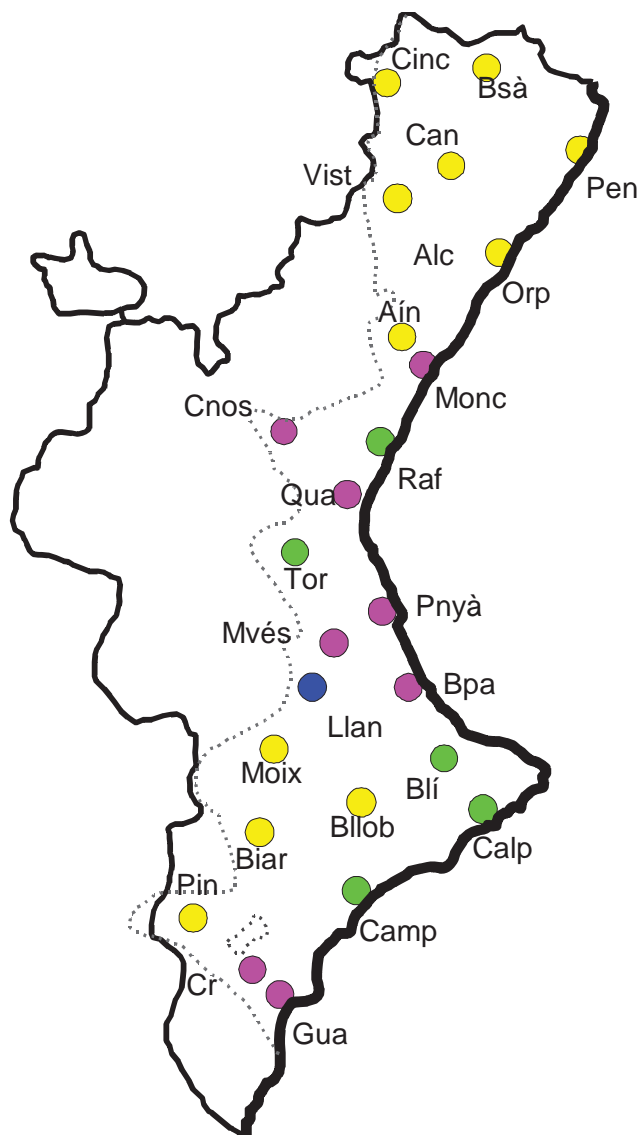 Cinc
Bsà
Can
Vist
Pen
Alc
Orp
Ain
Monc
Cnos
Raf
Qua
Tor
Pnyà
Mvés
Bpa
Llan
Moix
Blí
Bllob
Calp
Biar
Pin
Camp
Cr
Gua